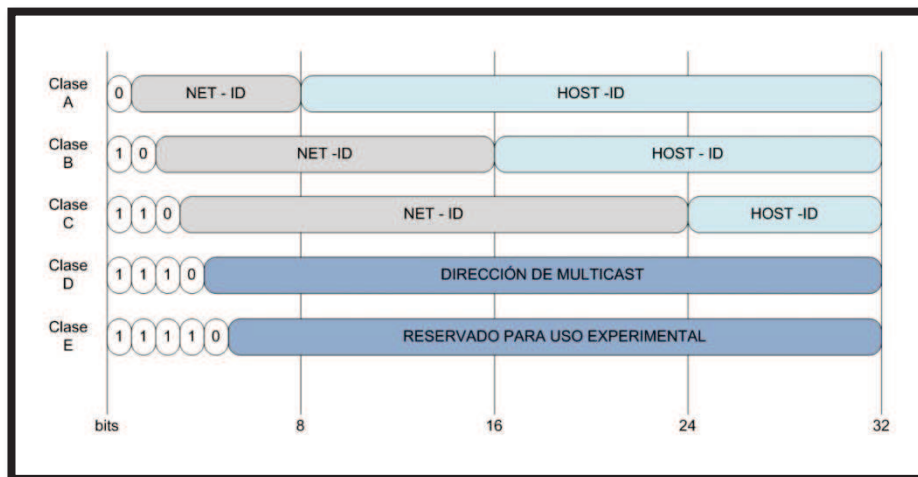 Clase
A
0 NET - ID HOST -ID
Clase
B
1 0 NET -ID HOST - ID
Clase
C
1 1 0 NET - ID HOST -ID
Clase
D
1 1 1 0 DIRECCIÓN DE MULTICAST
Clase
E
1 1 1 1 0 RESERVADO PARA USO EXPERIMENTAL
bits 8 16 24 32